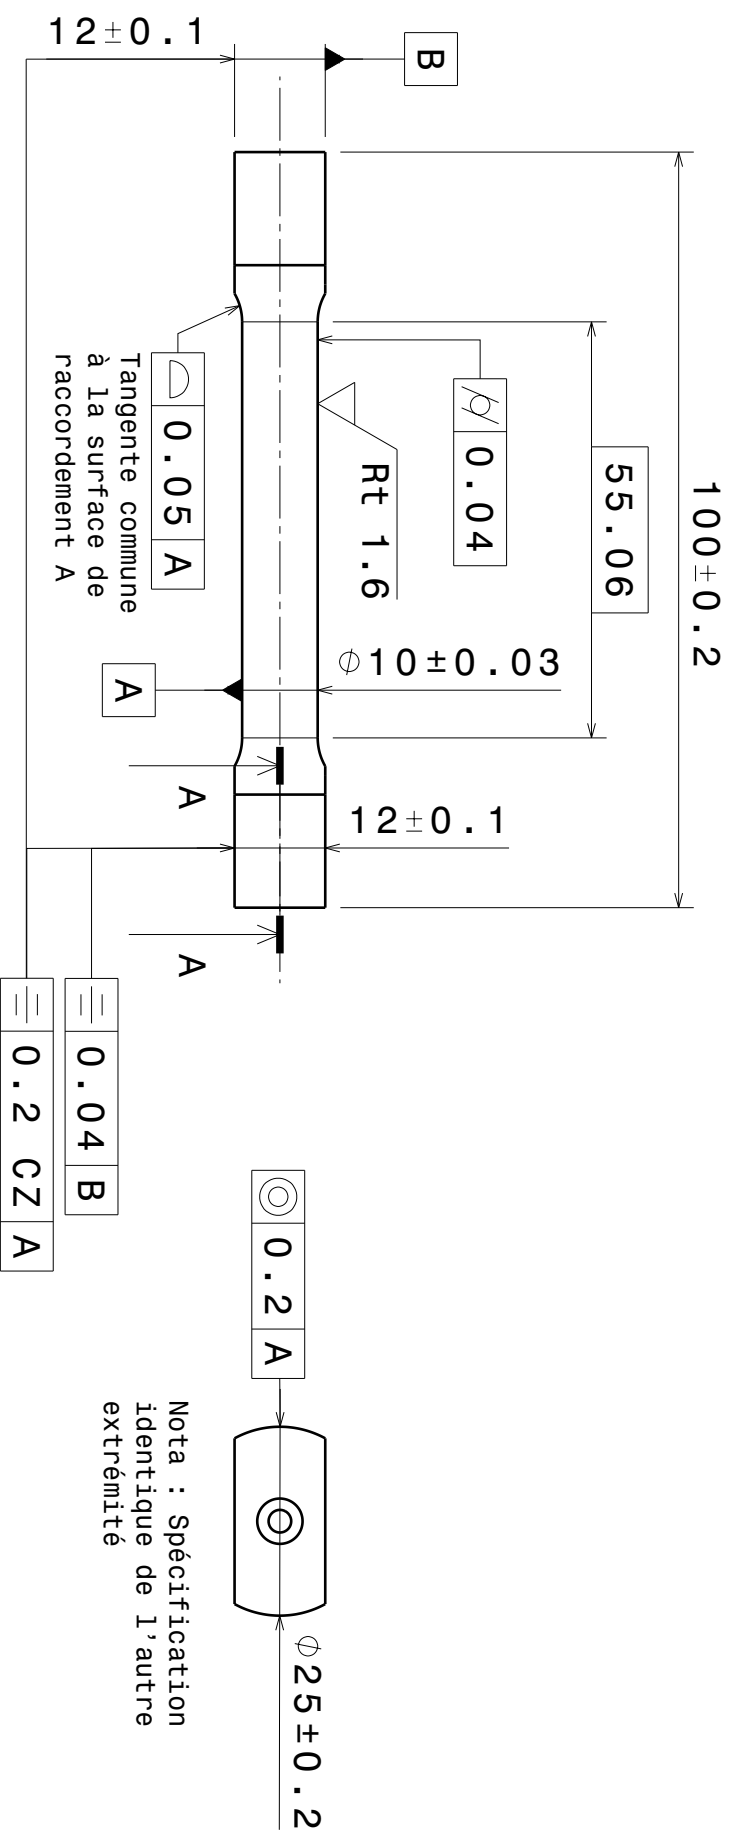 100±0.2
55.06
12±0.1
B
0.04
Rt 1.6
⌀10±0.03
12±0.1
0.05 A
Tangente commune
à la surface de
raccordement A
A
A
A
0.04 B
0.2 CZ A
0.2 A
⌀25±0.2
Nota : Spécification
identique de l'autre
extrémité